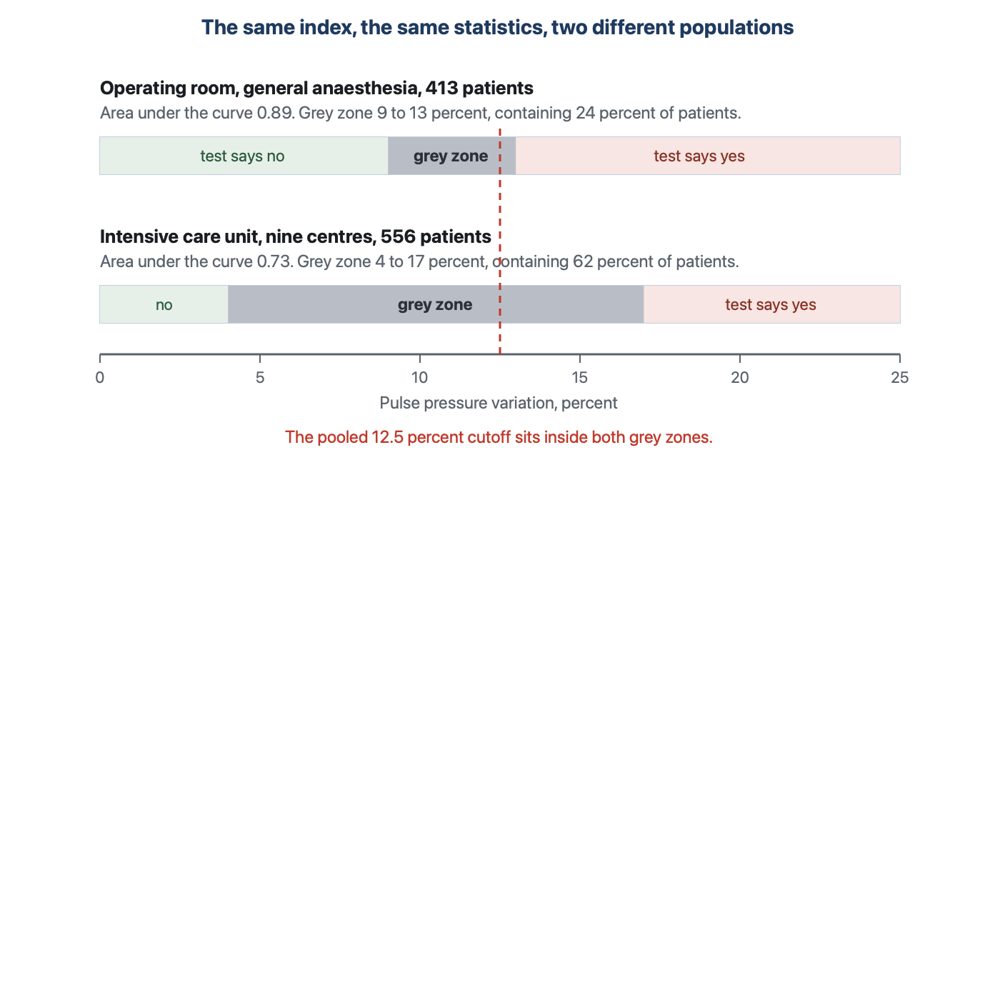 The same index, the same statistics, two different populations
Operating room, general anaesthesia, 413 patients
Area under the curve 0.89. Grey zone 9 to 13 percent, containing 24 percent of patients.
test says no
grey zone
test says yes
Intensive care unit, nine centres, 556 patients
Area under the curve 0.73. Grey zone 4 to 17 percent, containing 62 percent of patients.
no
grey zone
test says yes
0 5 10 15 20 25
Pulse pressure variation, percent
The pooled 12.5 percent cutoff sits inside both grey zones.